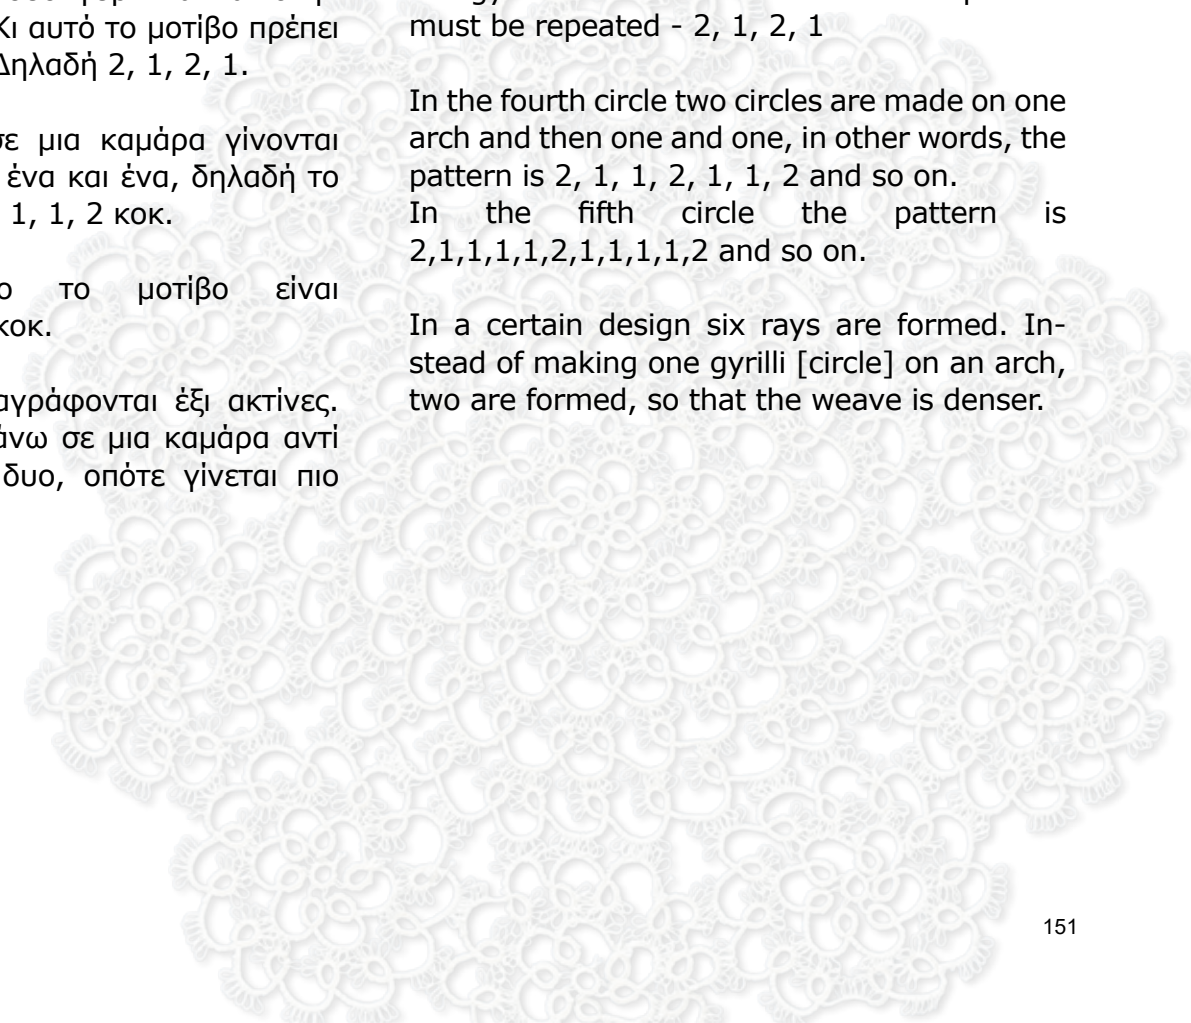 Κι αυτό το μοτίβο πρέπει
Δηλαδή 2, 1, 2, 1.
σε μια καμάρα γίνονται
ένα και ένα, δηλαδή το
1, 1, 2 κοκ.
το μοτίβο είναι
κοκ.
αγράφονται έξι ακτίνες.
άνω σε μια καμάρα αντί
δυο, οπότε γίνεται πιο
must be repeated - 2, 1, 2, 1
In the fourth circle two circles are made on one
arch and then one and one, in other words, the
pattern is 2, 1, 1, 2, 1, 1, 2 and so on.
In the fifth circle the pattern is
2,1,1,1,1,2,1,1,1,1,2 and so on.
In a certain design six rays are formed. In-
stead of making one gyrilli [circle] on an arch,
two are formed, so that the weave is denser.
151